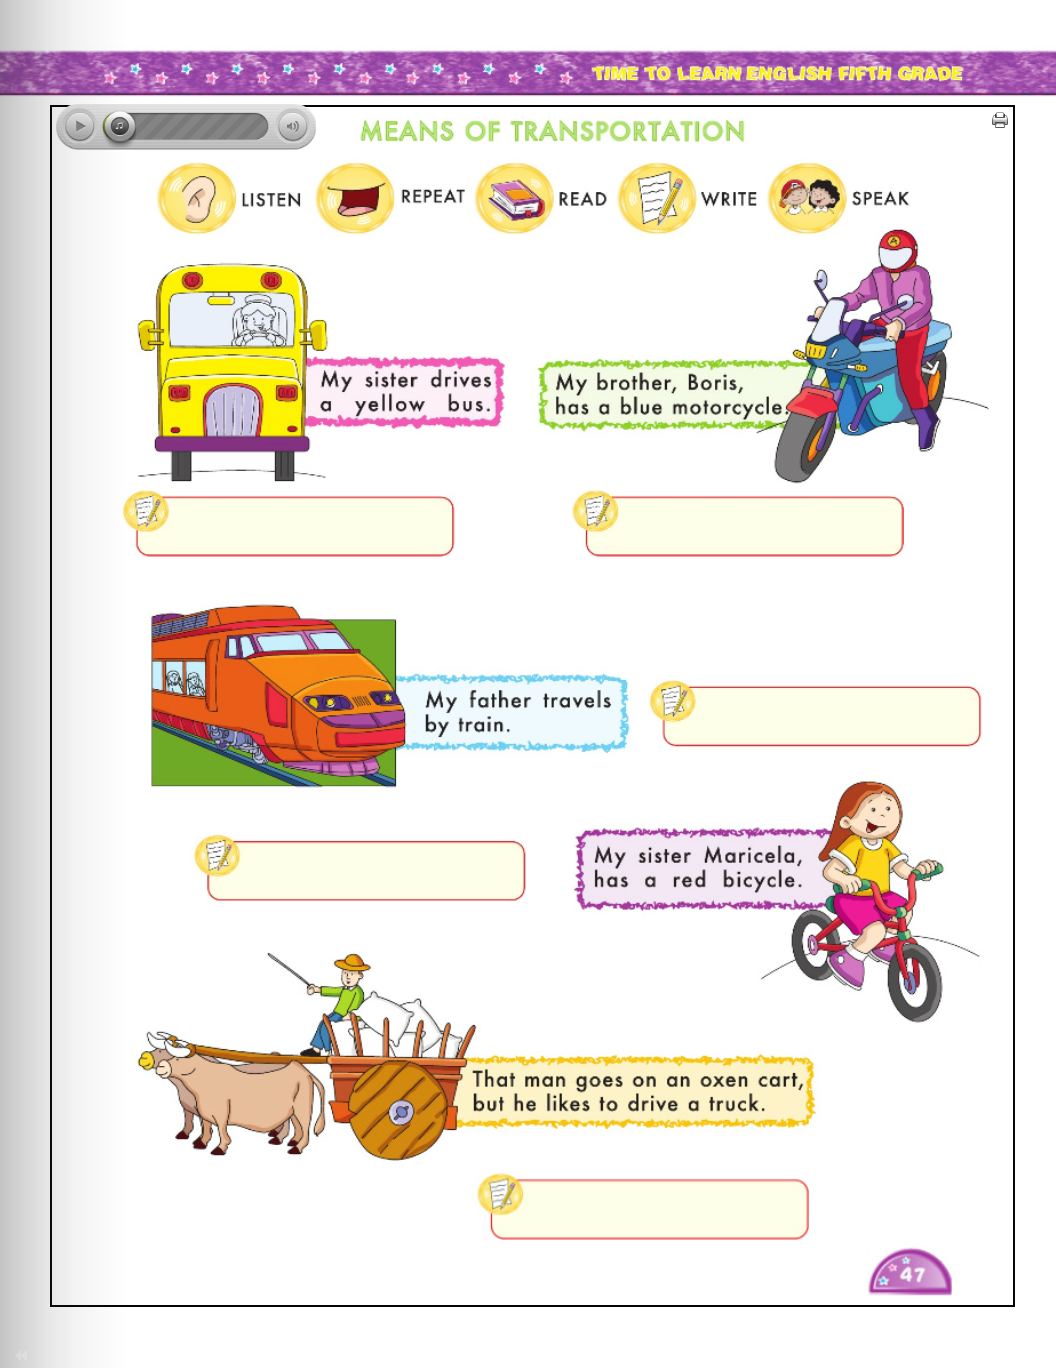 TIME TO LEARN ENGLISH FIFTH GRADE
MEANS OF TRANSPORTATION
LISTEN
REPEAT
READ
WRITE
SPEAK
My sister drives
a yellow bus.
My brother, Boris,
has a blue motorcycle.
My father travels
by train.
My sister Maricela,
has a red bicycle.
That man goes on an oxen cart,
but he likes to drive a truck.
47